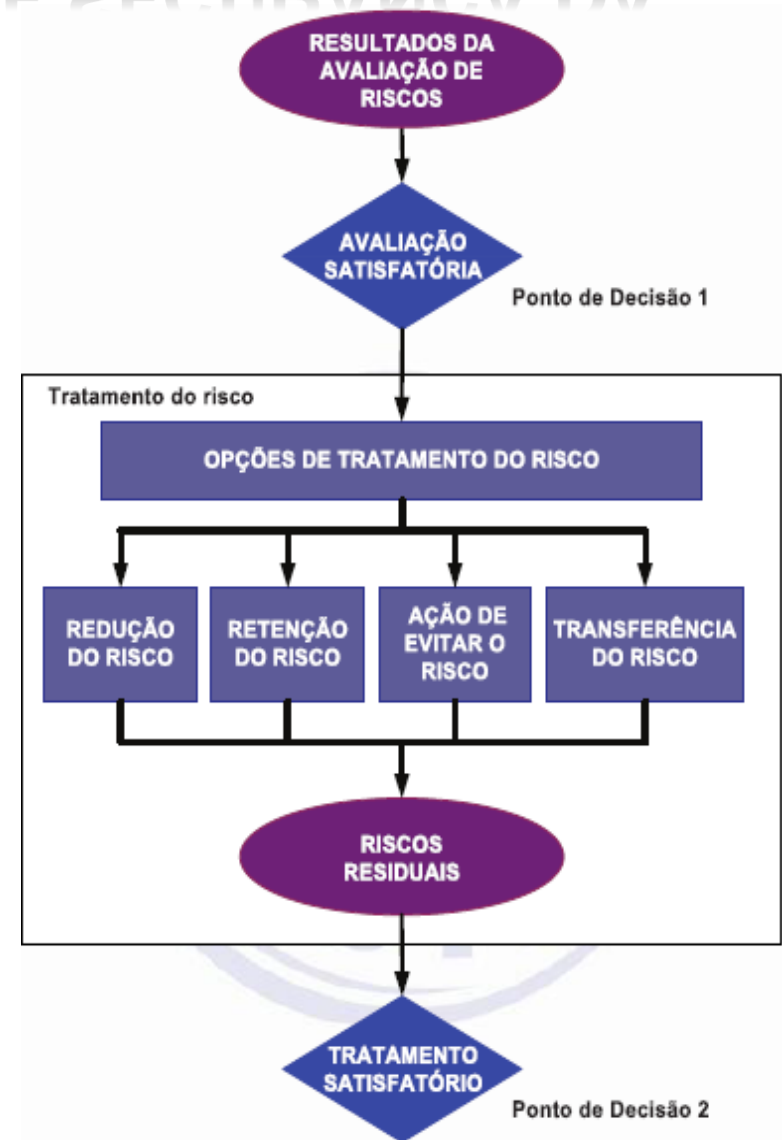 RESULTADOS DA
AVALIAÇÃO DE
RISCOS
AVALIAÇÃO
SATISFATÓRIA
Ponto de Decisão 1
Tratamento do risco
OPÇÕES DE TRATAMENTO DO RISCO
REDUÇÃO
DO RISCO
RETENÇÃO
DO RISCO
AÇÃO DE
EVITAR O
RISCO
TRANSFERÊNCIA
DO RISCO
RISCOS
RESIDUAIS
TRATAMENTO
SATISFATÓRIO
Ponto de Decisão 2